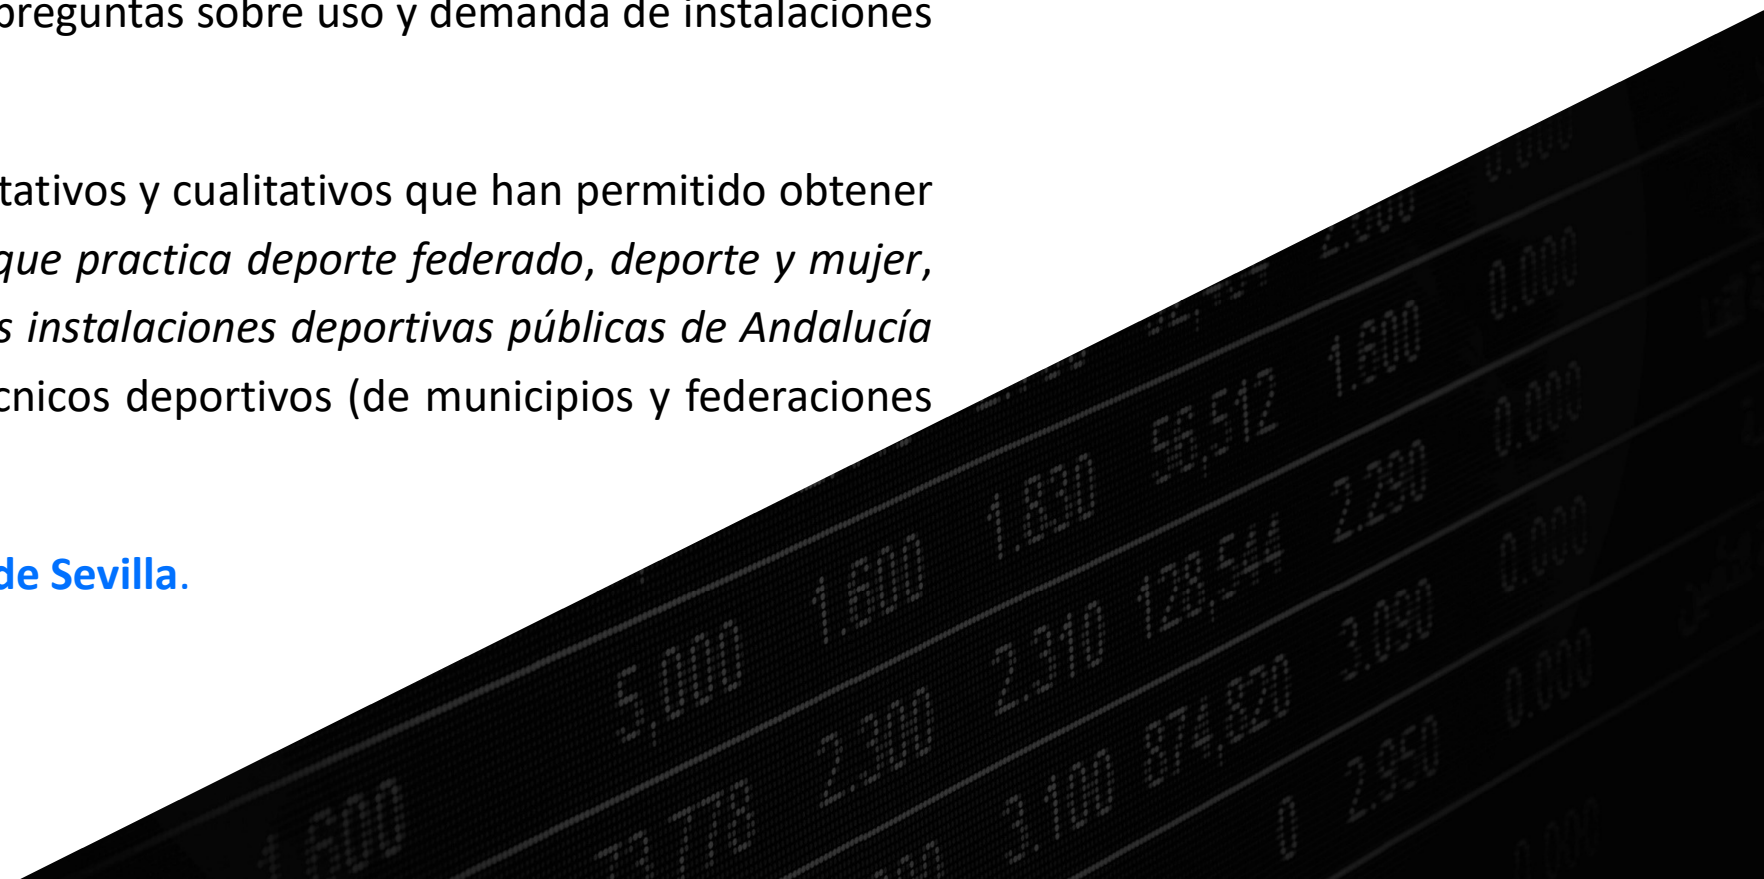 preguntas sobre uso y demanda de instalaciones
tativos y cualitativos que han permitido obtener
que practica deporte federado, deporte y mujer,
s instalaciones deportivas públicas de Andalucía
cnicos deportivos (de municipios y federaciones
de Sevilla.
0.000
2.000
0.000
56,512 1.600
1.830 0.000
1.600 2.290
5,000 128,544 0.000
2.310 3.090
2.300 874,820 0.000
1.600 3.100 2.950
73,778 0 0.000